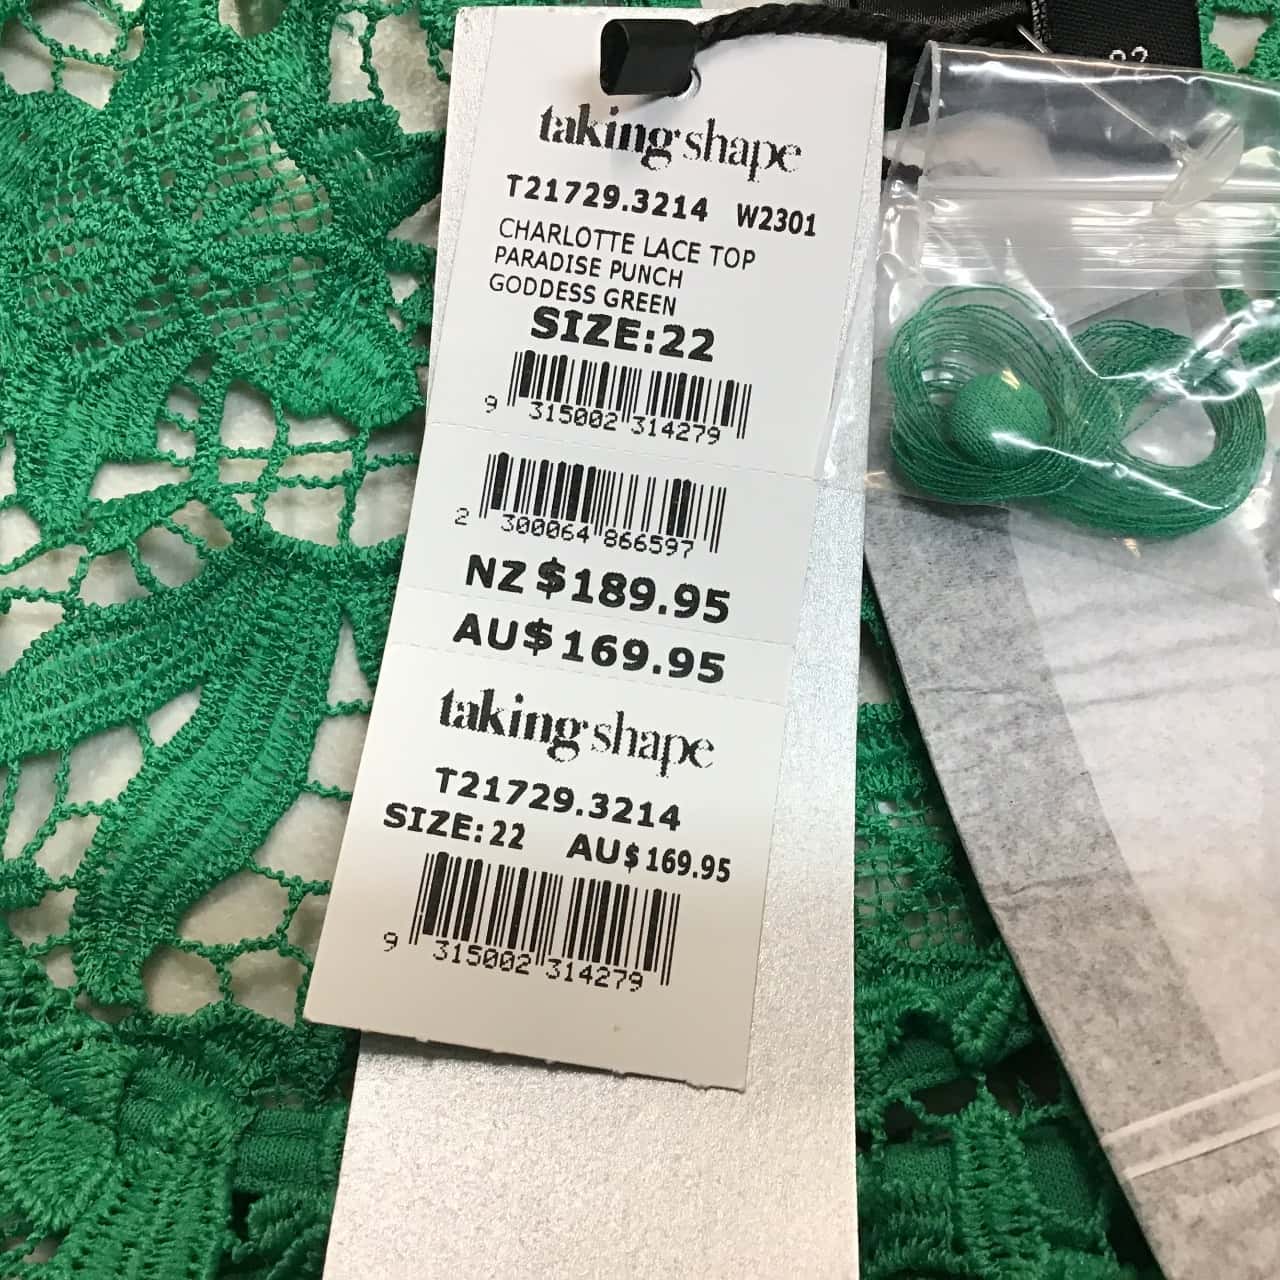 taking shape
T21729.3214 W2301
CHARLOTTE LACE TOP
PARADISE PUNCH
GODDESS GREEN
SIZE:22
9 315002 314279
2 300064 866597
NZ $189.95
AU$169.95
taking shape
T21729.3214
SIZE:22 AU$169.95
9 315002 314279